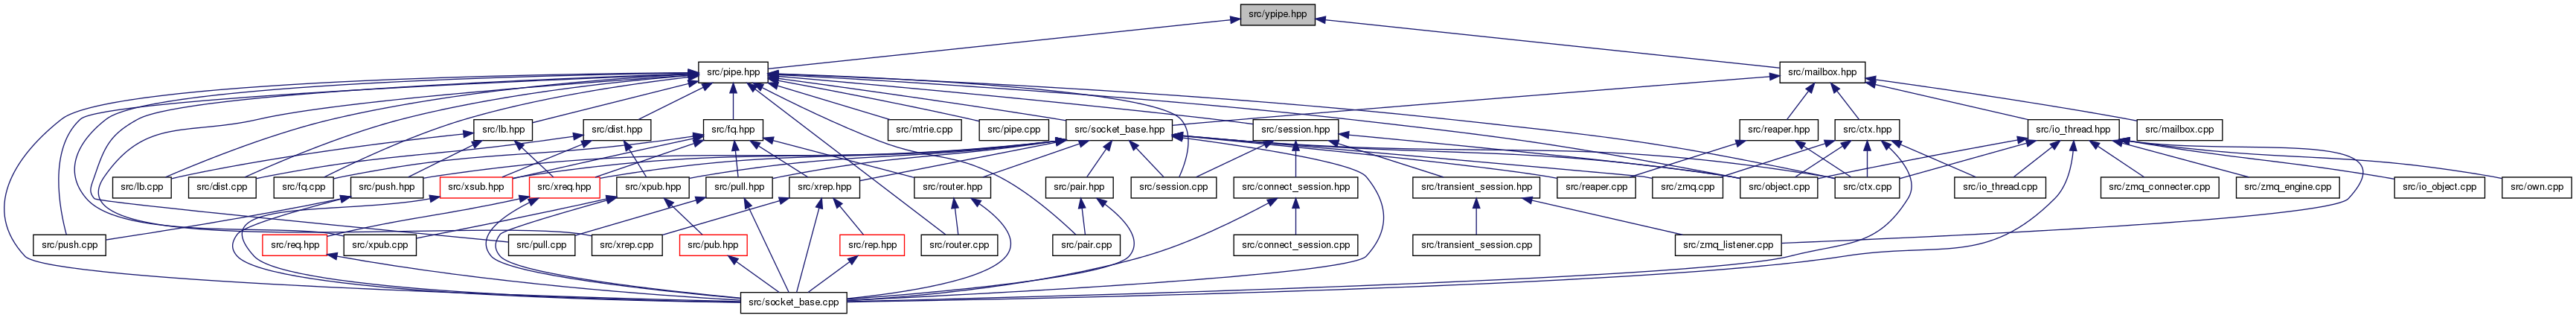 src/ypipe.hpp
src/pipe.hpp
src/mailbox.hpp
src/lb.hpp
src/dist.hpp
src/fq.hpp
src/mtrie.cpp
src/pipe.cpp
src/socket_base.hpp
src/session.hpp
src/reaper.hpp
src/ctx.hpp
src/io_thread.hpp
src/mailbox.cpp
src/lb.cpp
src/dist.cpp
src/fq.cpp
src/push.hpp
src/xsub.hpp
src/xreq.hpp
src/xpub.hpp
src/pull.hpp
src/xrep.hpp
src/router.hpp
src/pair.hpp
src/session.cpp
src/connect_session.hpp
src/transient_session.hpp
src/reaper.cpp
src/zmq.cpp
src/object.cpp
src/ctx.cpp
src/io_thread.cpp
src/zmq_connecter.cpp
src/zmq_engine.cpp
src/io_object.cpp
src/own.cpp
src/push.cpp
src/req.hpp
src/xpub.cpp
src/pull.cpp
src/xrep.cpp
src/pub.hpp
src/rep.hpp
src/router.cpp
src/pair.cpp
src/connect_session.cpp
src/transient_session.cpp
src/zmq_listener.cpp
src/socket_base.cpp